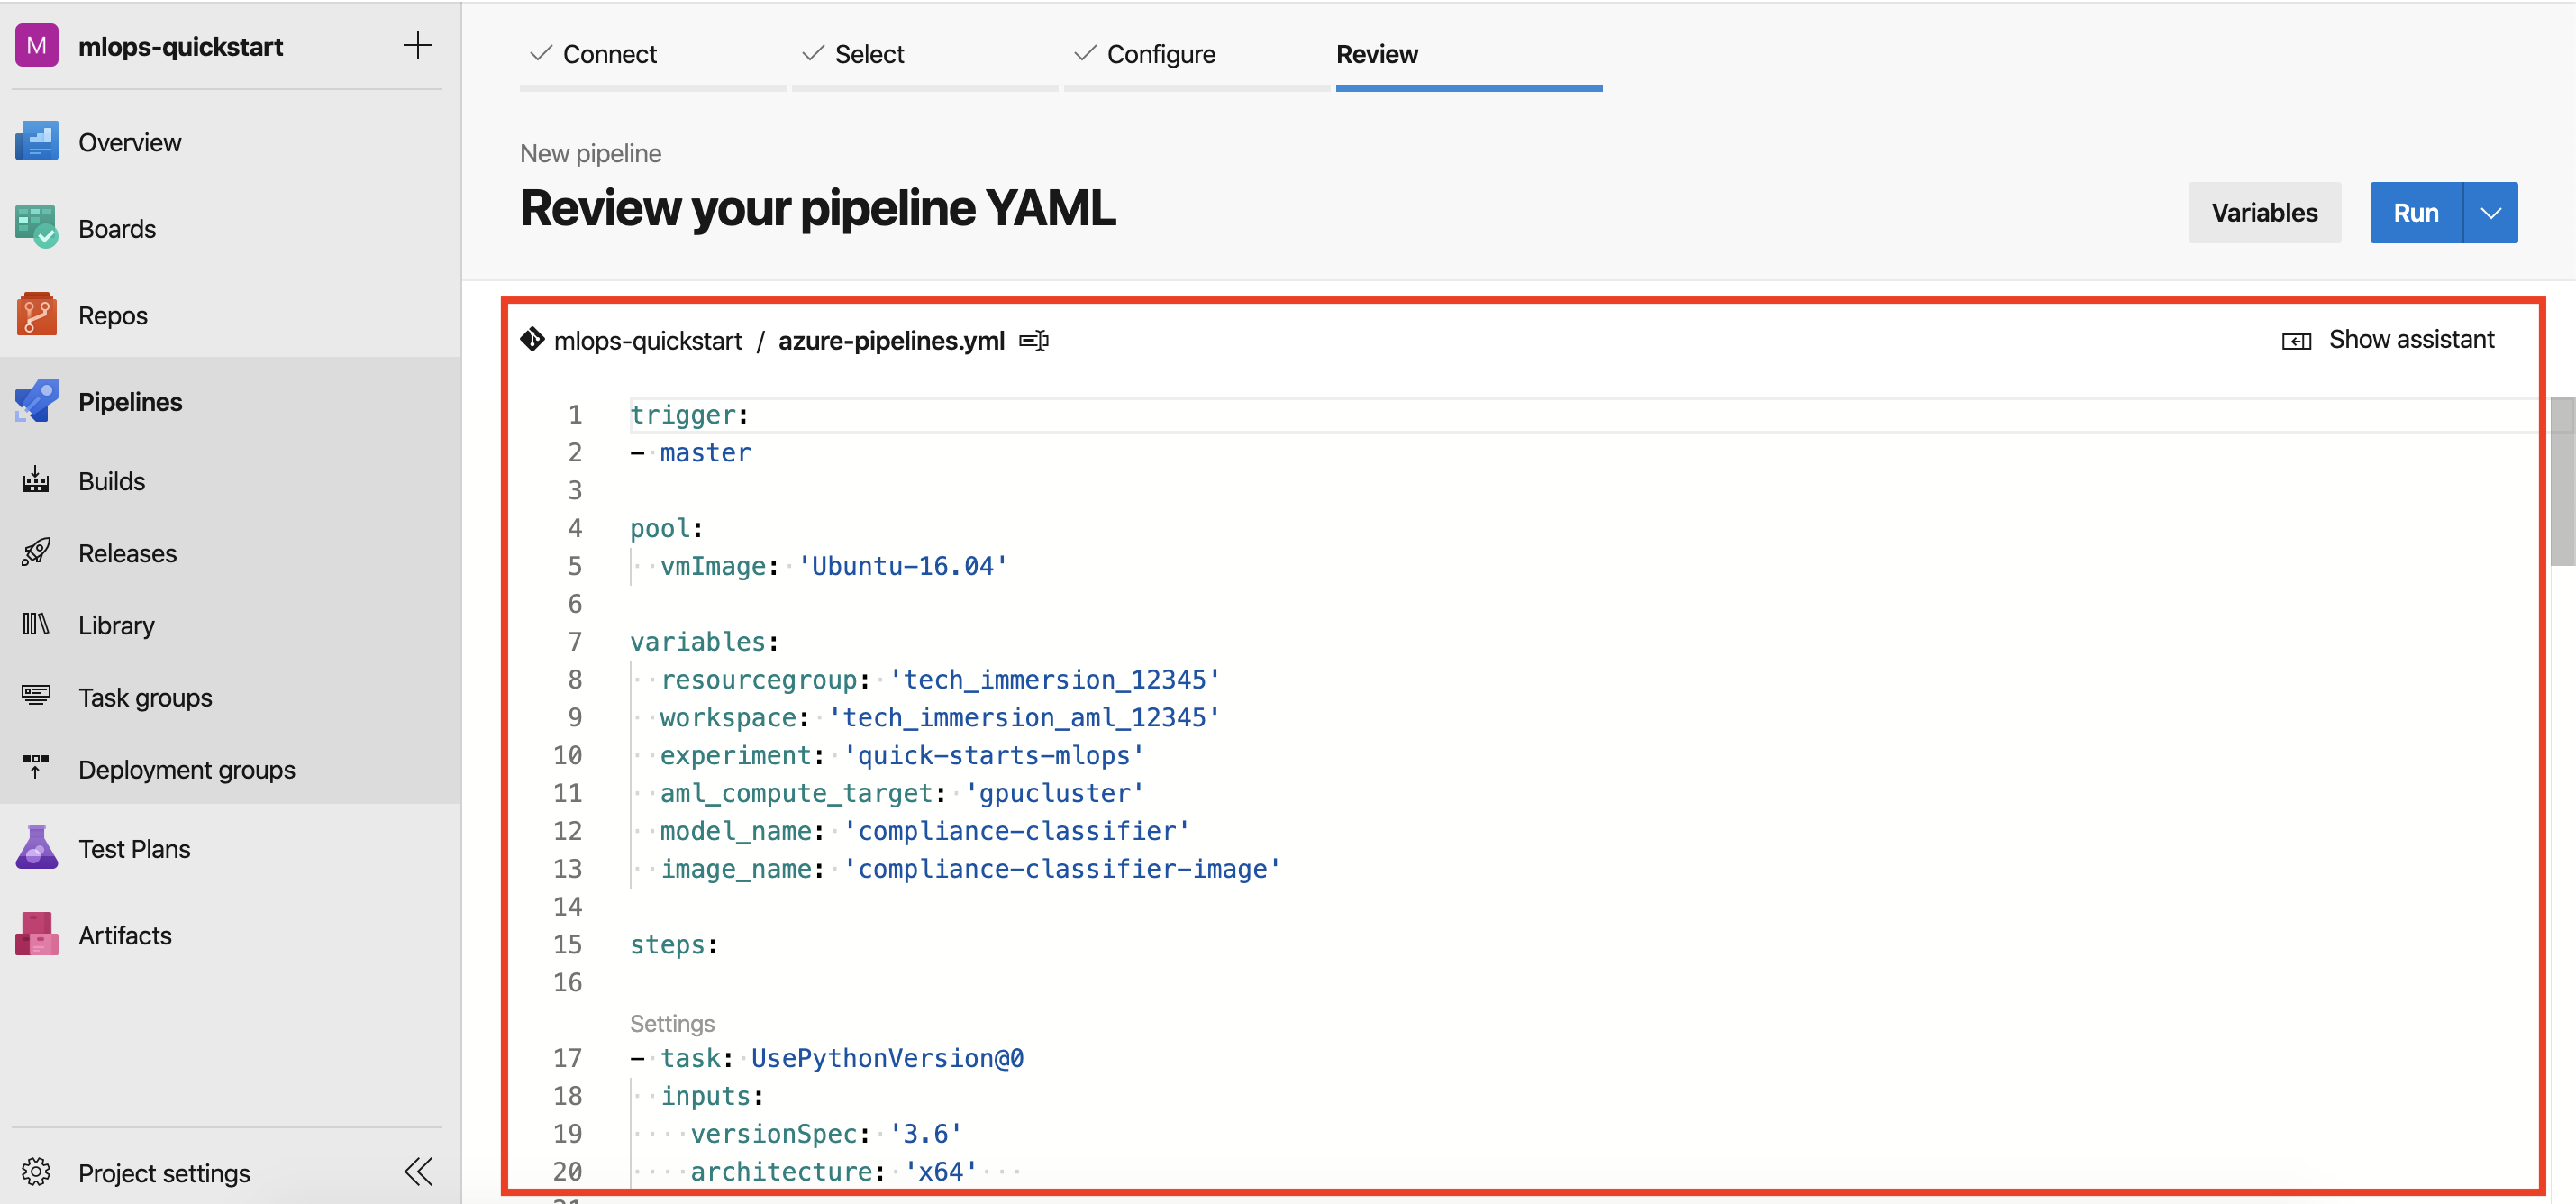 M mlops-quickstart
Overview
Boards
Repos
Pipelines
Builds
Releases
Library
Task groups
Deployment groups
Test Plans
Artifacts
Project settings
Connect Select Configure Review
New pipeline
Review your pipeline YAML
Variables Run
mlops-quickstart / azure-pipelines.yml Show assistant
1 trigger:
2 - master
3
4 pool:
5 vmImage: 'Ubuntu-16.04'
6
7 variables:
8 resourcegroup: 'tech_immersion_12345'
9 workspace: 'tech_immersion_aml_12345'
10 experiment: 'quick-starts-mlops'
11 aml_compute_target: 'gpucluster'
12 model_name: 'compliance-classifier'
13 image_name: 'compliance-classifier-image'
14
15 steps:
16
Settings
17 - task: UsePythonVersion@0
18 inputs:
19 versionSpec: '3.6'
20 architecture: 'x64'